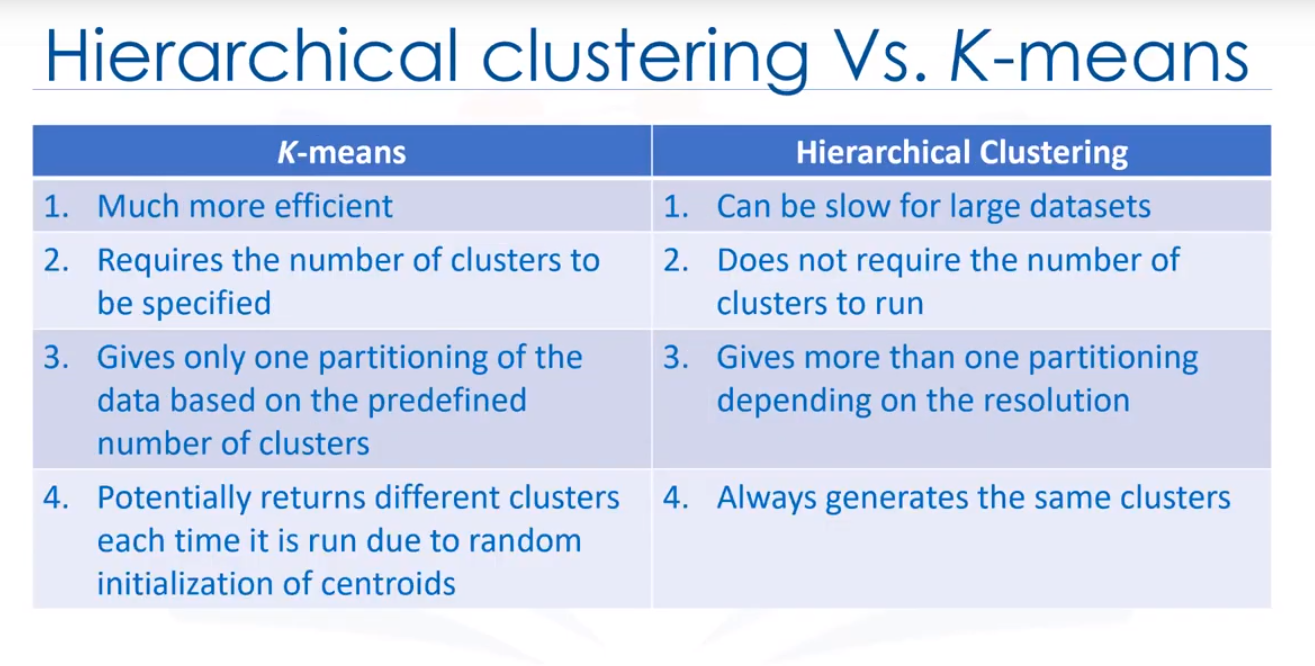 Hierarchical clustering Vs. K-means
K-means
Hierarchical Clustering
1. Much more efficient
1. Can be slow for large datasets
2. Requires the number of clusters to
be specified
2. Does not require the number of
clusters to run
3. Gives only one partitioning of the
data based on the predefined
number of clusters
3. Gives more than one partitioning
depending on the resolution
4. Potentially returns different clusters
each time it is run due to random
initialization of centroids
4. Always generates the same clusters